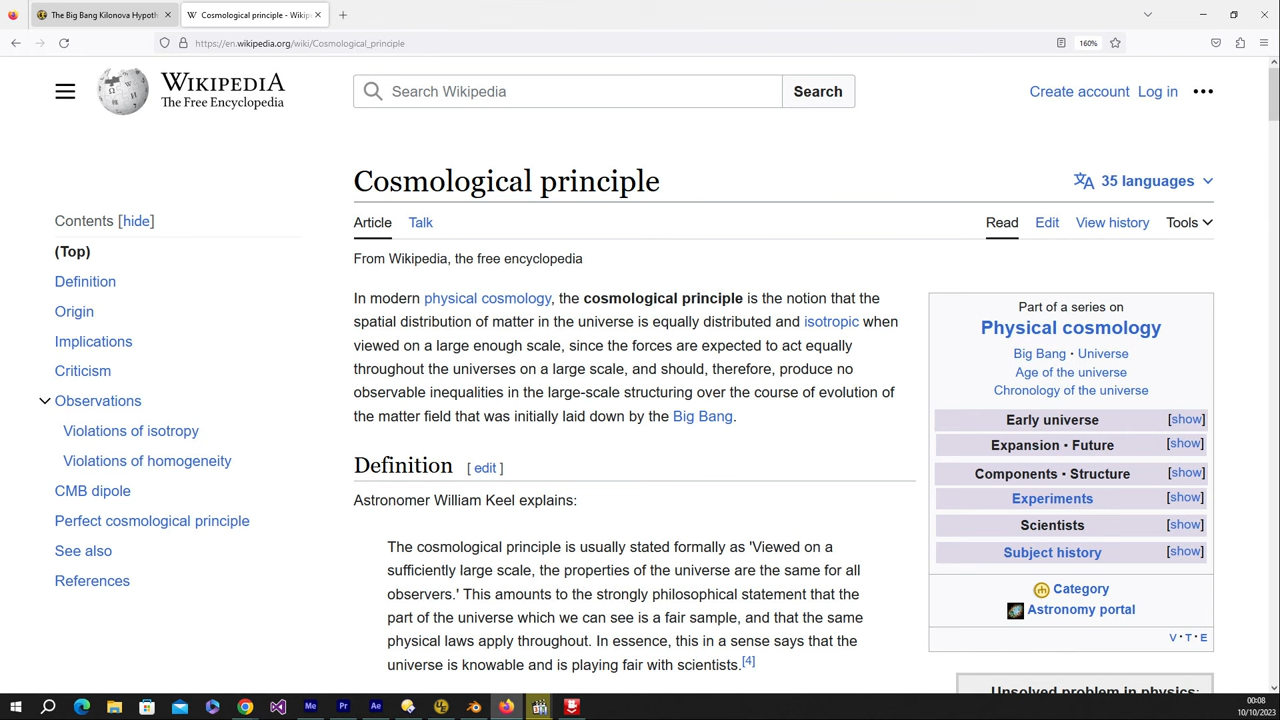 The Big Bang Kilonova Hypoth
Cosmological principle - Wikip
https://en.wikipedia.org/wiki/Cosmological_principle
160%
WIKIPEDIA
The Free Encyclopedia
Search Wikipedia
Search
Create account Log in
Cosmological principle
35 languages
Article Talk
Read Edit View history Tools
From Wikipedia, the free encyclopedia
Contents [hide]
(Top)
Definition
Origin
Implications
Criticism
Observations
Violations of isotropy
Violations of homogeneity
CMB dipole
Perfect cosmological principle
See also
References
In modern physical cosmology, the cosmological principle is the notion that the
spatial distribution of matter in the universe is equally distributed and isotropic when
viewed on a large enough scale, since the forces are expected to act equally
throughout the universes on a large scale, and should, therefore, produce no
observable inequalities in the large-scale structuring over the course of evolution of
the matter field that was initially laid down by the Big Bang.
Definition [ edit ]
Astronomer William Keel explains:
The cosmological principle is usually stated formally as 'Viewed on a
sufficiently large scale, the properties of the universe are the same for all
observers.' This amounts to the strongly philosophical statement that the
part of the universe which we can see is a fair sample, and that the same
physical laws apply throughout. In essence, this in a sense says that the
universe is knowable and is playing fair with scientists.[4]
Part of a series on
Physical cosmology
Big Bang · Universe
Age of the universe
Chronology of the universe
Early universe [show]
Expansion · Future [show]
Components · Structure [show]
Experiments [show]
Scientists [show]
Subject history [show]
Category
Astronomy portal
V · T · E
Unsolved problem in physics:
Me Pr Ae
00:08
10/10/2023